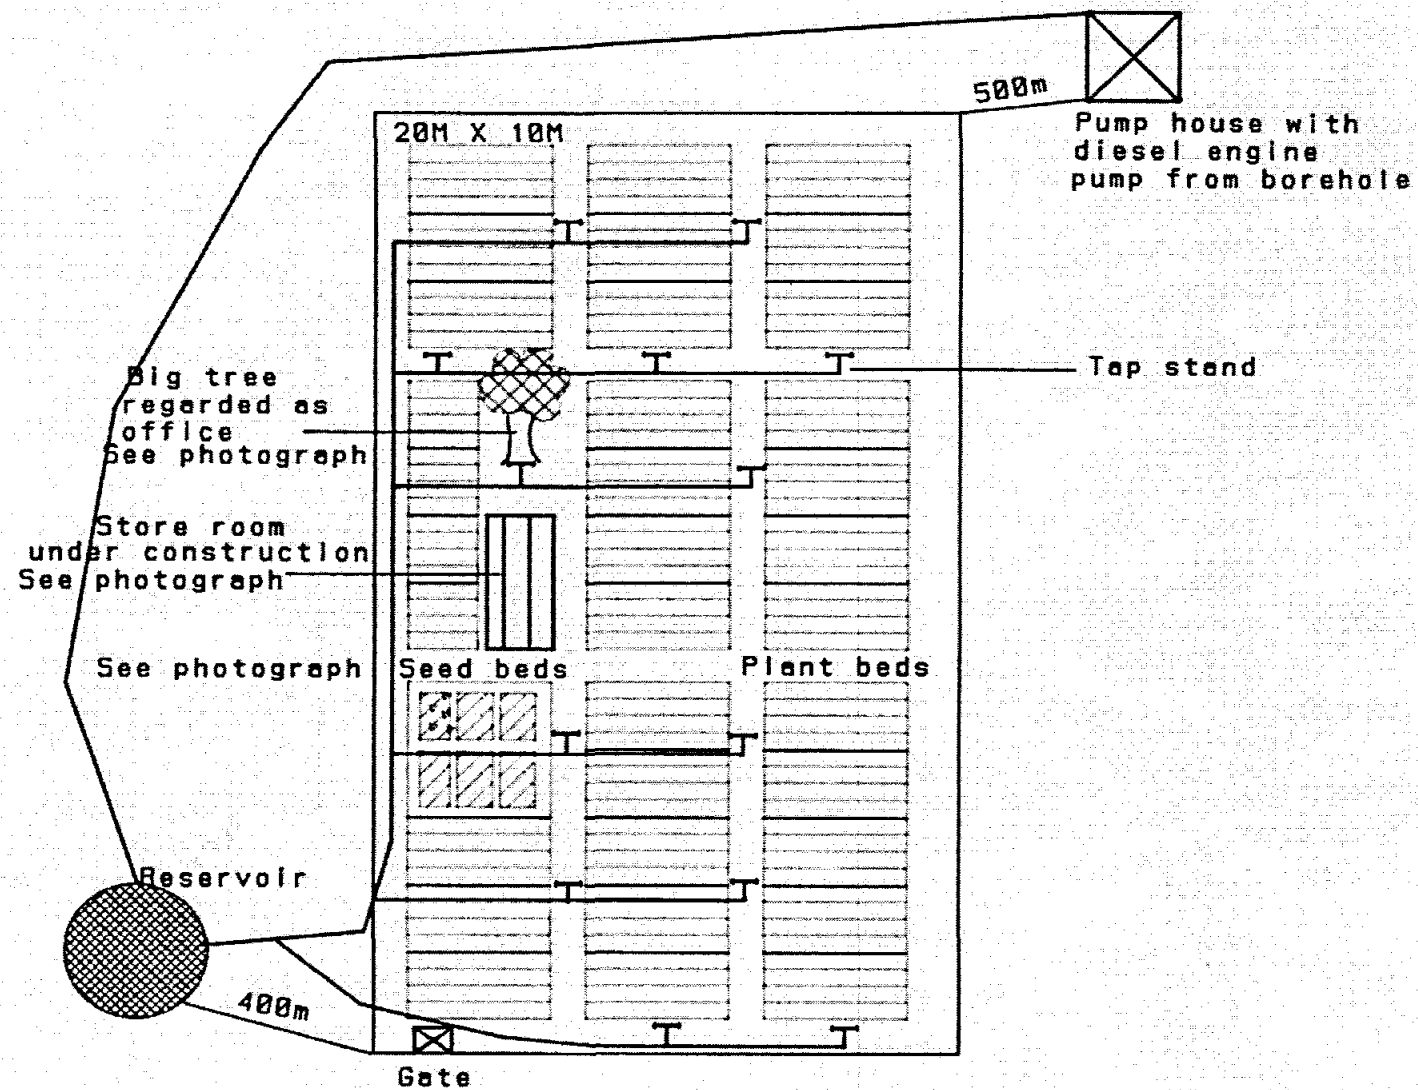 500m
20M X 10M
Pump house with
diesel engine
pump from borehole
Tap stand
Big tree
regarded as
office
See photograph
Store room
under construction
See photograph
See photograph
Seed beds
Plant beds
Reservoir
400m
Gate